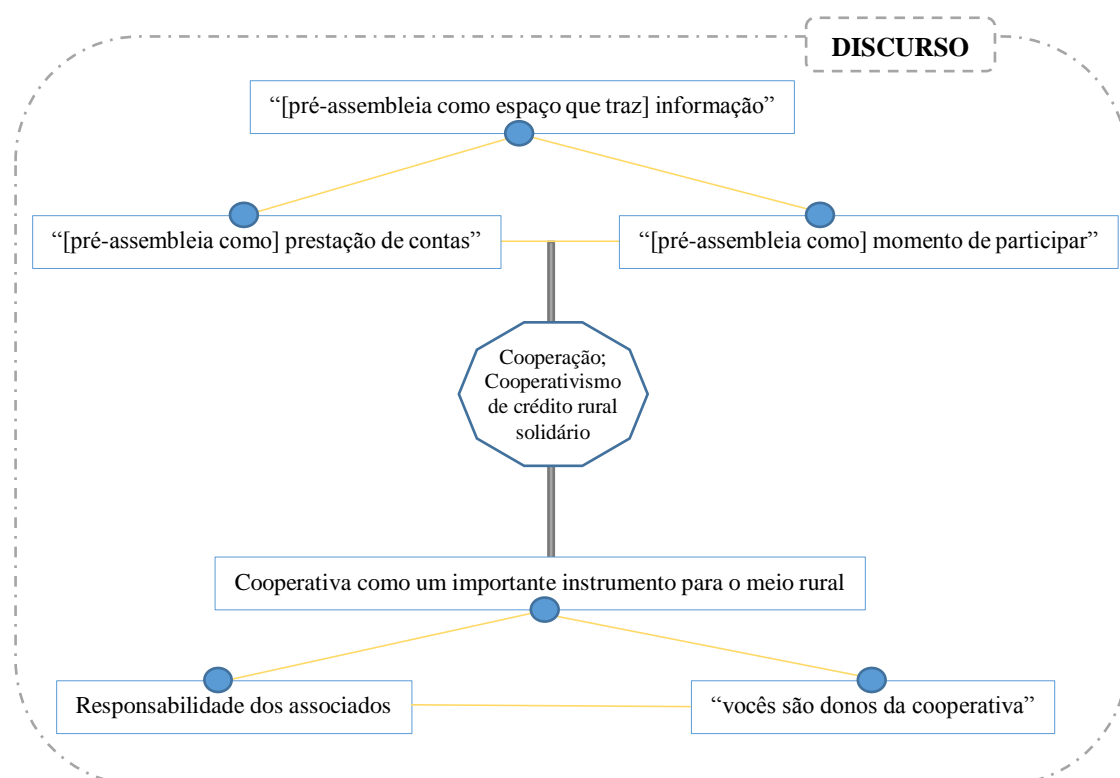 DISCURSO
“[pré-assembleia como espaço que traz] informação”
“[pré-assembleia como] prestação de contas”
“[pré-assembleia como] momento de participar”
Cooperação;
Cooperativismo
de crédito rural
solidário
Cooperativa como um importante instrumento para o meio rural
Responsabilidade dos associados
“vocês são donos da cooperativa”